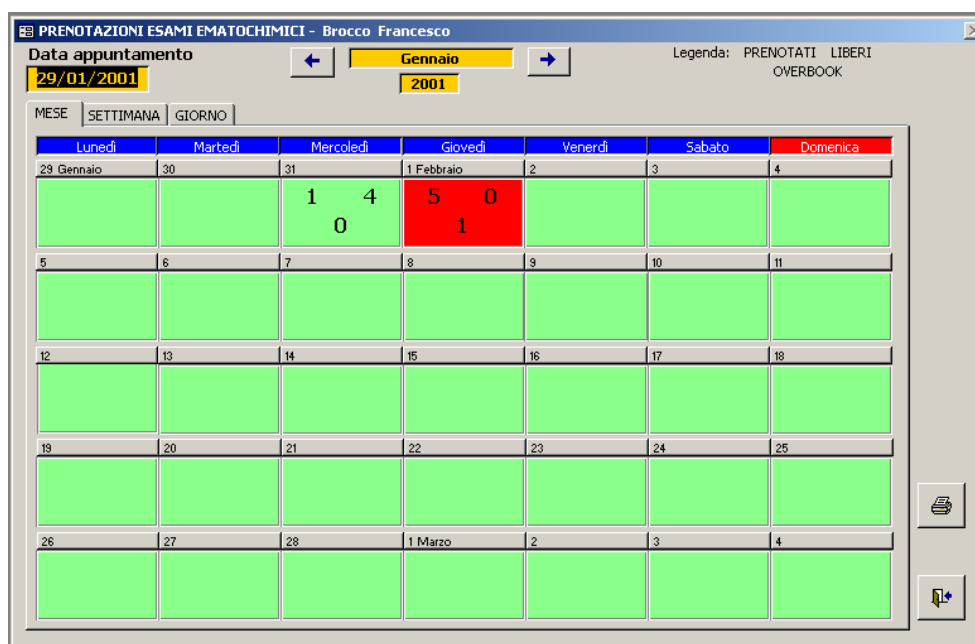 PRENOTAZIONI ESAMI EMATOCHIMICI - Brocco Francesco
Data appuntamento
29/01/2001
Gennaio
2001
Legenda: PRENOTATI LIBERI
OVERBOOK
MESE SETTIMANA GIORNO
Lunedì Martedì Mercoledì Giovedì Venerdì Sabato Domenica
29 Gennaio 30 31 1 Febbraio 2 3 4
1 4 5 0
0 1
5 6 7 8 9 10 11
12 13 14 15 16 17 18
19 20 21 22 23 24 25
26 27 28 1 Marzo 2 3 4